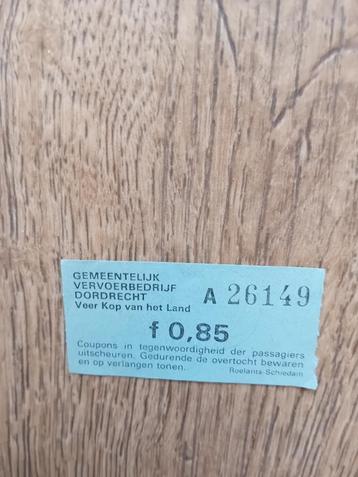 GEMEENTELIJK
VERVOERBEDRIJF
DORDRECHT
Veer Kop van het Land
A 26149
f 0,85
Coupons in tegenwoordigheid der passagiers
uitscheuren. Gedurende de overtocht bewaren
en op verlangen tonen.
Roelants-Schiedam